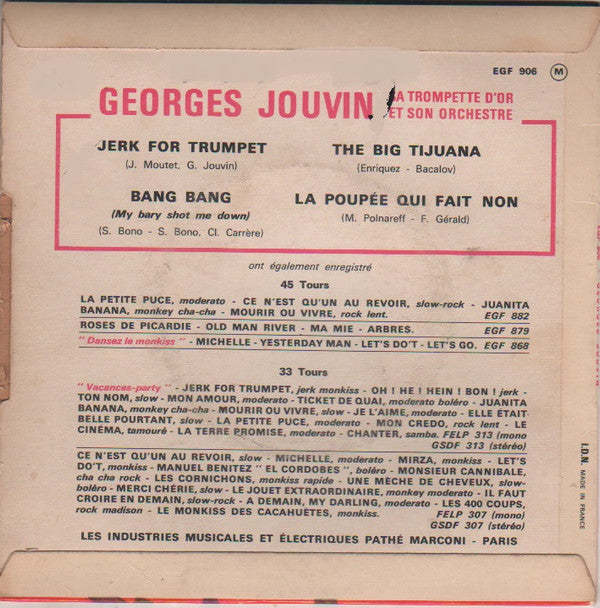 EGF 906 M
GEORGES JOUVIN SA TROMPETTE D'OR
ET SON ORCHESTRE
JERK FOR TRUMPET
(J. Moutet, G. Jouvin)
THE BIG TIJUANA
(Enriquez - Bacalov)
BANG BANG
(My bary shot me down)
(S. Bono - S. Bono, Cl. Carrère)
LA POUPÉE QUI FAIT NON
(M. Polnareff - F. Gérald)
ont également enregistré
45 Tours
LA PETITE PUCE, moderato - CE N'EST QU'UN AU REVOIR, slow-rock - JUANITA
BANANA, monkey cha-cha - MOURIR OU VIVRE, rock lent. EGF 882
ROSES DE PICARDIE - OLD MAN RIVER - MA MIE - ARBRES. EGF 879
"Dansez le monkiss" - MICHELLE - YESTERDAY MAN - LET'S DO'T - LET'S GO. EGF 868
33 Tours
"Vacances-party" - JERK FOR TRUMPET, jerk monkiss - OH ! HE ! HEIN ! BON ! jerk -
TON NOM, slow - MON AMOUR, moderato - TICKET DE QUAI, moderato boléro - JUANITA
BANANA, monkey cha-cha - MOURIR OU VIVRE, slow - JE L'AIME, moderato - ELLE ÉTAIT
BELLE POURTANT, slow - LA PETITE PUCE, moderato - MON CREDO, rock lent - LE
CINÉMA, tamouré - LA TERRE PROMISE, moderato - CHANTER, samba. FELP 313 (mono
GSDF 313 (stéréo)
CE N'EST QU'UN AU REVOIR, slow - MICHELLE, moderato - MIRZA, monkiss - LET'S
DO'T, monkiss - MANUEL BENITEZ " EL CORDOBES ", boléro - MONSIEUR CANNIBALE,
cha cha rock - LES CORNICHONS, monkiss rapide - UNE MÈCHE DE CHEVEUX, slow-
boléro - MERCI CHÉRIE, slow - LE JOUET EXTRAORDINAIRE, monkey moderato - IL FAUT
CROIRE EN DEMAIN, slow-rock - A DEMAIN, MY DARLING, moderato - LES 400 COUPS,
rock madison - LE MONKISS DES CACAHUÈTES, monkiss. FELP 307 (mono)
GSDF 307 (stéréo)
LES INDUSTRIES MUSICALES ET ÉLECTRIQUES PATHÉ MARCONI - PARIS
I.D.N. MADE IN FRANCE